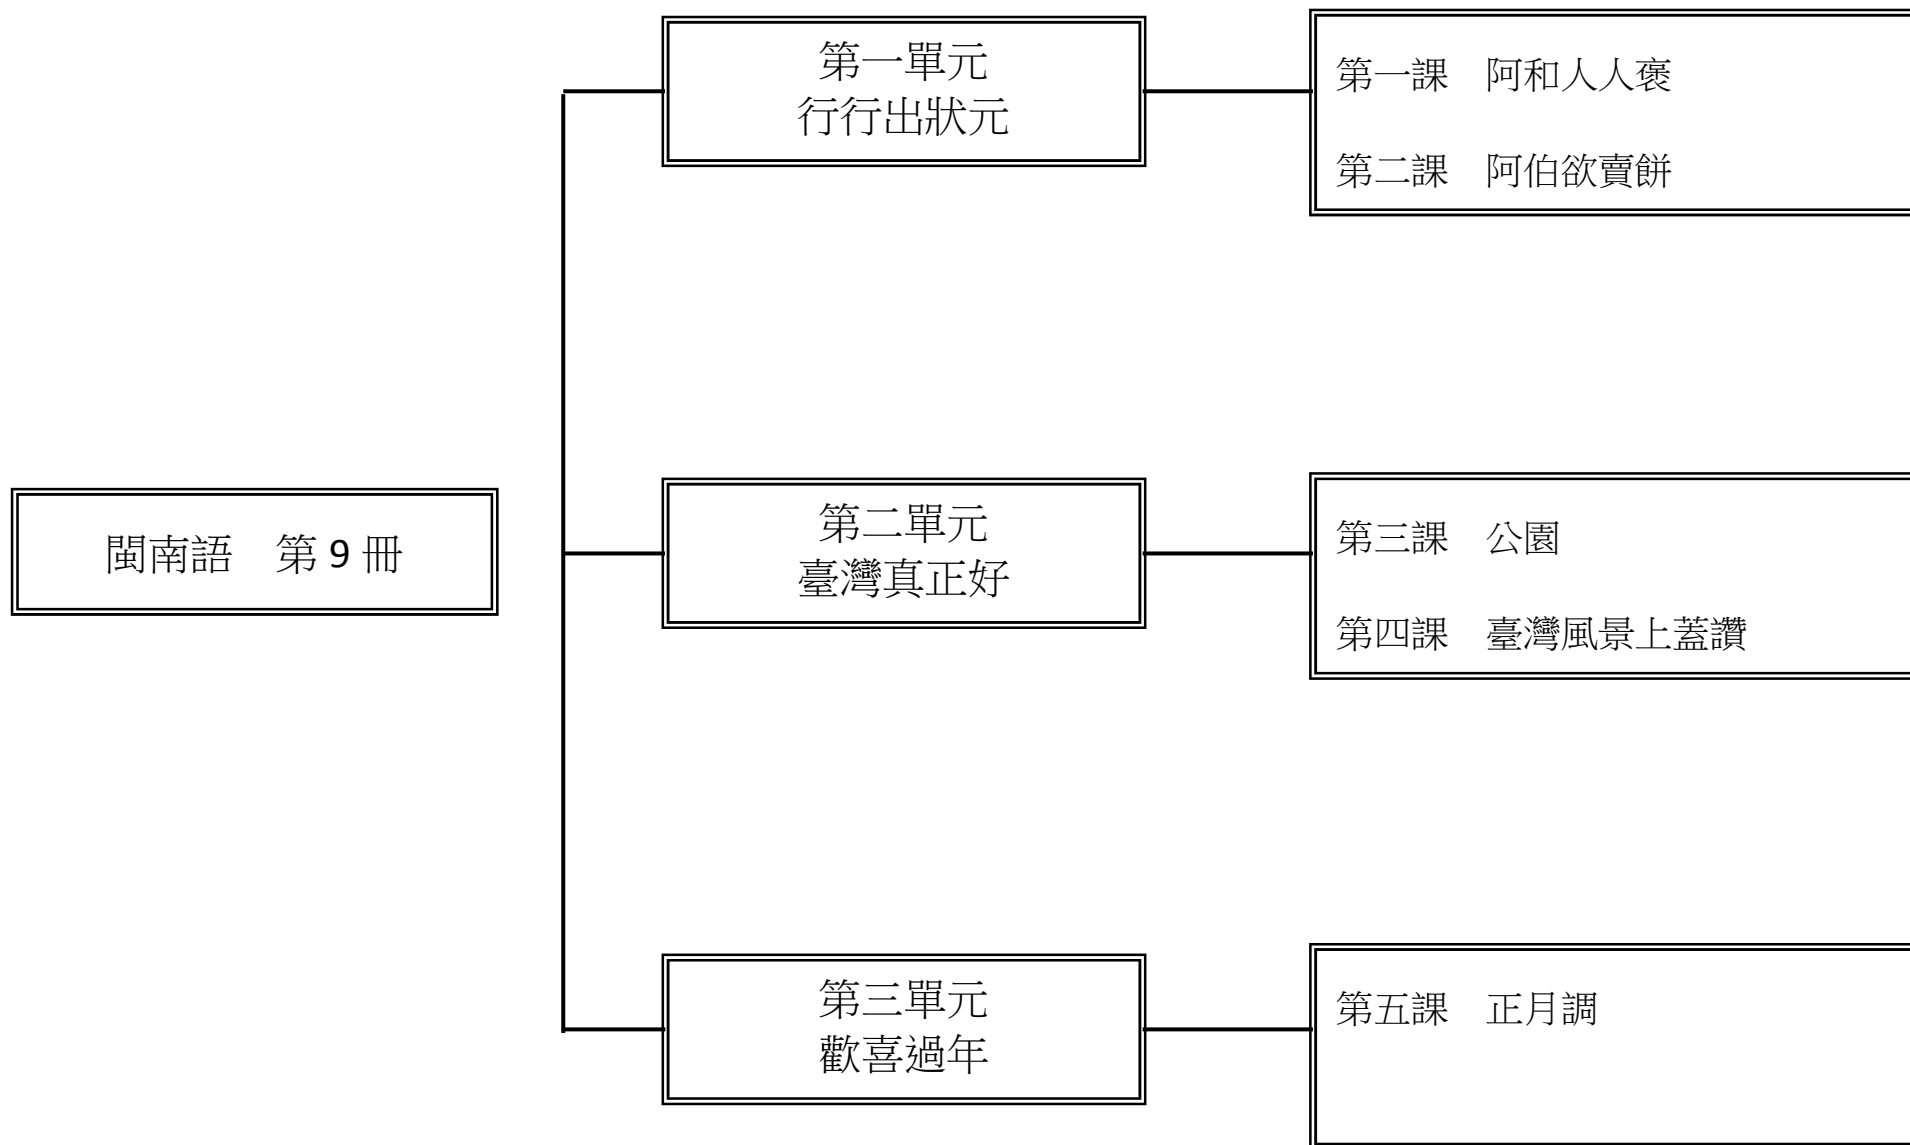 第一單元
行行出狀元
第一課　阿和人人褒
第二課　阿伯欲賣餅
閩南語　第 9 冊
第二單元
臺灣真正好
第三課　公園
第四課　臺灣風景上蓋讚
第三單元
歡喜過年
第五課　正月調